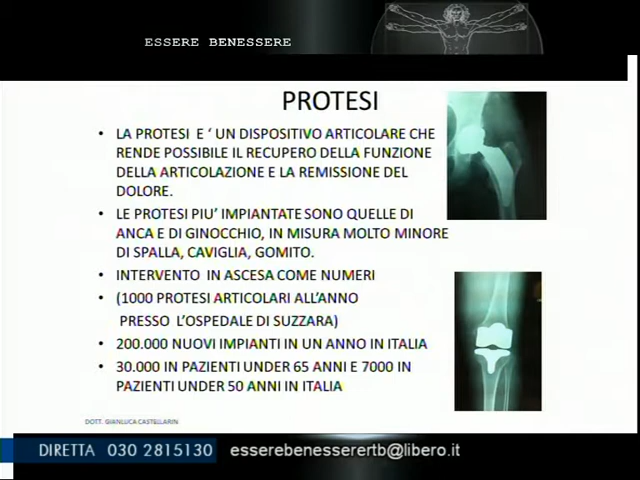 ESSERE BENESSERE
PROTESI
• LA PROTESI E ' UN DISPOSITIVO ARTICOLARE CHE
RENDE POSSIBILE IL RECUPERO DELLA FUNZIONE
DELLA ARTICOLAZIONE E LA REMISSIONE DEL
DOLORE.
• LE PROTESI PIU' IMPIANTATE SONO QUELLE DI
ANCA E DI GINOCCHIO, IN MISURA MOLTO MINORE
DI SPALLA, CAVIGLIA, GOMITO.
• INTERVENTO IN ASCESA COME NUMERI
• (1000 PROTESI ARTICOLARI ALL'ANNO
PRESSO L'OSPEDALE DI SUZZARA)
• 200.000 NUOVI IMPIANTI IN UN ANNO IN ITALIA
• 30.000 IN PAZIENTI UNDER 65 ANNI E 7000 IN
PAZIENTI UNDER 50 ANNI IN ITALIA
DOTT. GIANLUCA CASTELLARIN
DIRETTA 030 2815130 esserebenesserertb@libero.it